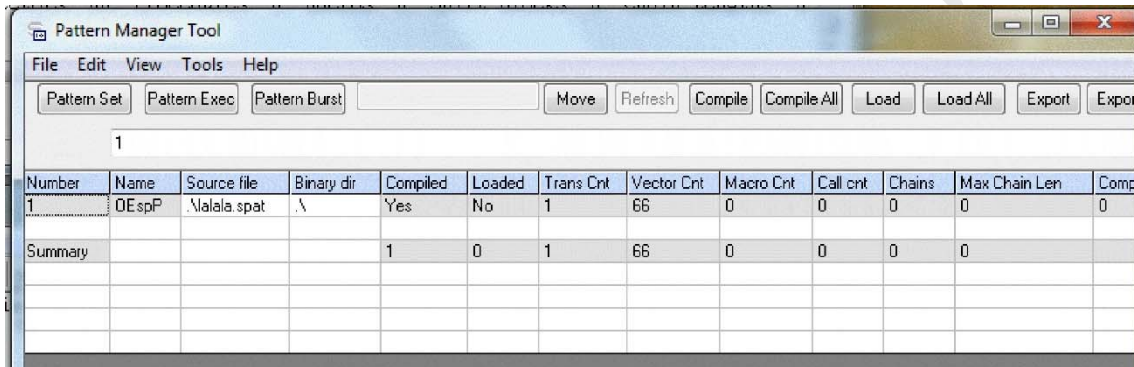 Pattern Manager Tool
File Edit View Tools Help
Pattern Set Pattern Exec Pattern Burst Move Refresh Compile Compile All Load Load All Export Expor
1
Number Name Source file Binary dir Compiled Loaded Trans Cnt Vector Cnt Macro Cnt Call cnt Chains Max Chain Len Comp
1 OEspP .\lalala.spat .\ Yes No 1 66 0 0 0 0 0
Summary 1 0 1 66 0 0 0 0